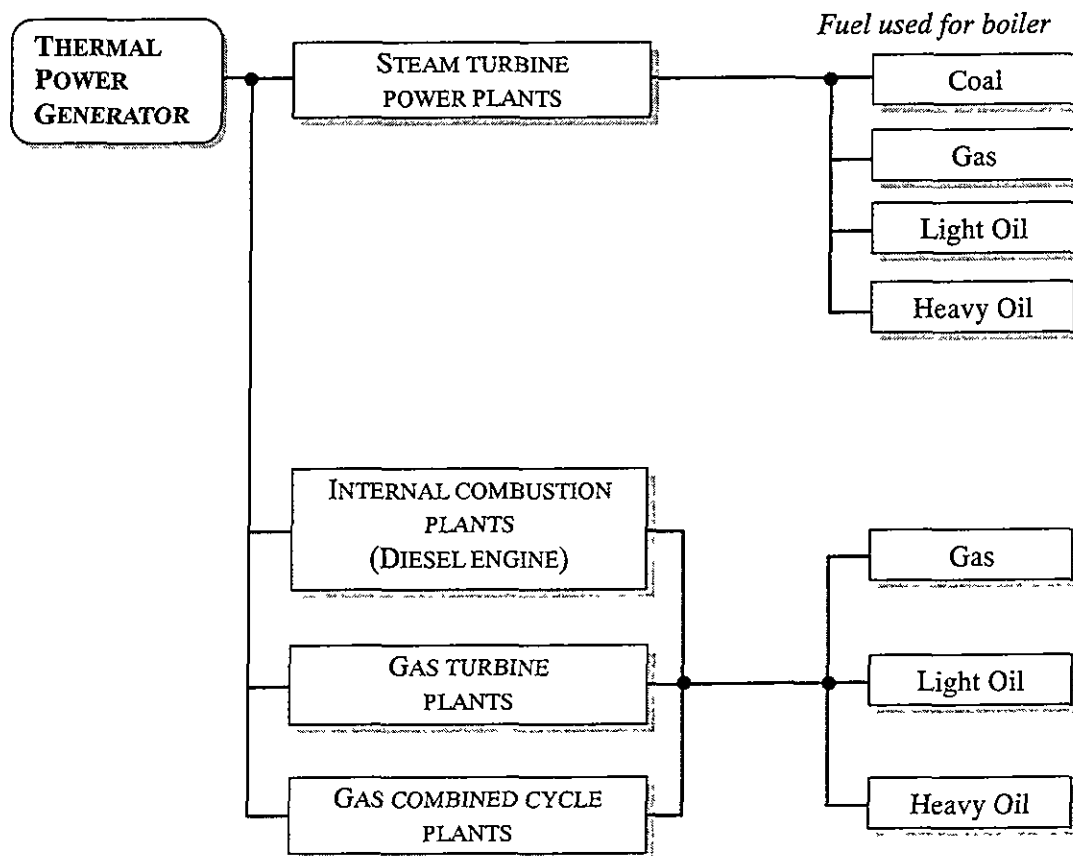 Fuel used for boiler
THERMAL
POWER
GENERATOR
STEAM TURBINE
POWER PLANTS
Coal
Gas
Light Oil
Heavy Oil
INTERNAL COMBUSTION
PLANTS
(DIESEL ENGINE)
Gas
GAS TURBINE
PLANTS
Light Oil
GAS COMBINED CYCLE
PLANTS
Heavy Oil